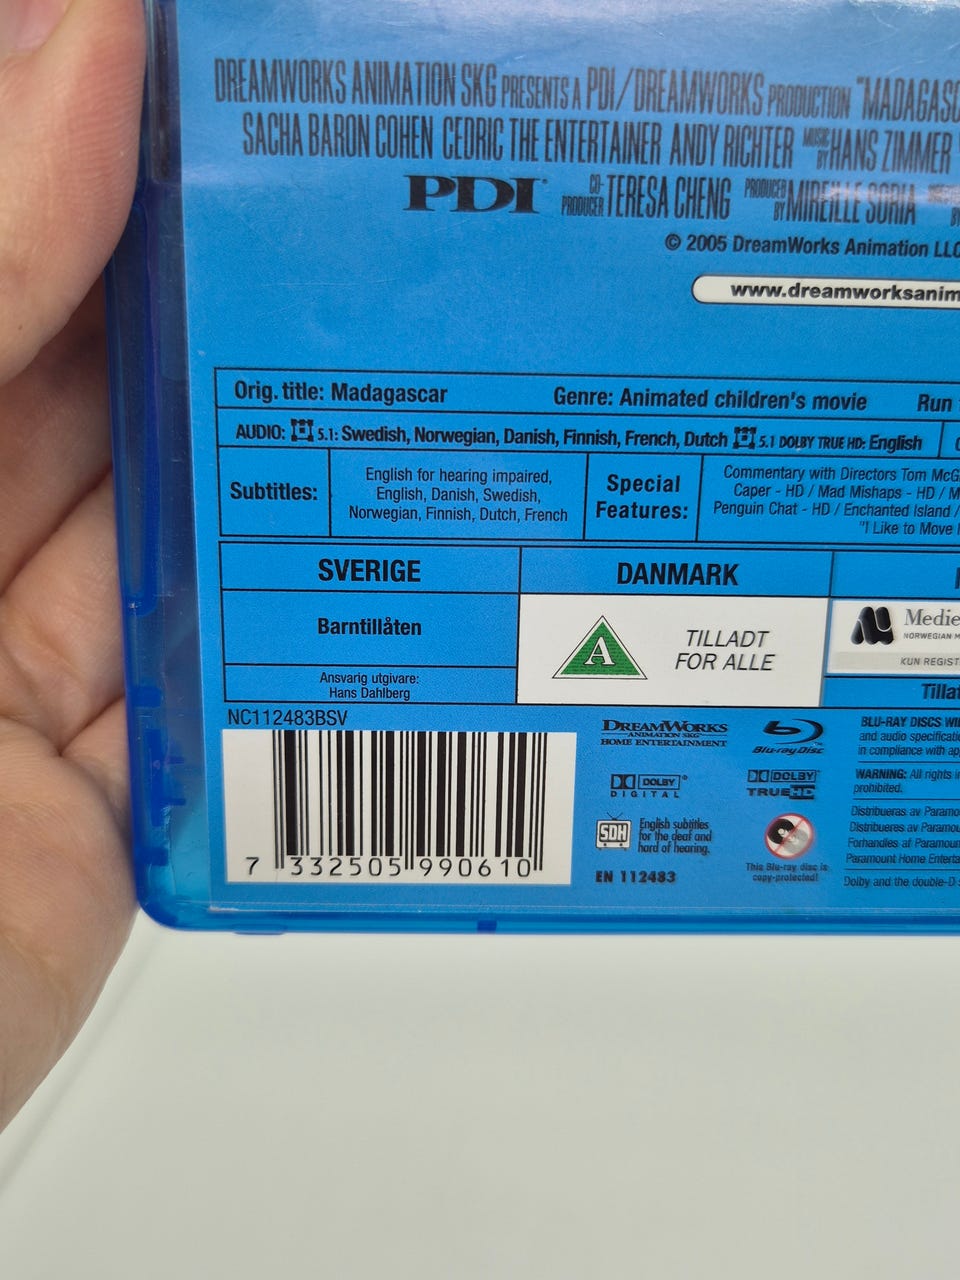 DREAMWORKS ANIMATION SKG PRESENTS A PDI/DREAMWORKS PRODUCTION "MADAGASC
SACHA BARON COHEN CEDRIC THE ENTERTAINER ANDY RICHTER MUSIC BY HANS ZIMMER
PDI CO-PRODUCER TERESA CHENG PRODUCED BY MIREILLE SORIA
© 2005 DreamWorks Animation LLC
www.dreamworksanim
Orig. title: Madagascar Genre: Animated children's movie Run
AUDIO: 5.1: Swedish, Norwegian, Danish, Finnish, French, Dutch 5.1 DOLBY TRUE HD: English
Subtitles:
English for hearing impaired,
English, Danish, Swedish,
Norwegian, Finnish, Dutch, French
Special
Features:
Commentary with Directors Tom McG
Caper - HD / Mad Mishaps - HD / M
Penguin Chat - HD / Enchanted Island /
"I Like to Move
SVERIGE
Barntillåten
Ansvarig utgivare:
Hans Dahlberg
DANMARK
A
TILLADT
FOR ALLE
Medie
NORWEGIAN M
KUN REGIST
Tillat
NC112483BSV
7 332505 990610
DREAMWORKS
ANIMATION SKG
HOME ENTERTAINMENT
Blu-ray Disc
DOLBY
DIGITAL
DOLBY
TRUEHD
SDH
English subtitles
for the deaf and
hard of hearing.
This Blu-ray disc is
copy-protected!
EN 112483
BLU-RAY DISCS WI
and audio specificatio
in compliance with ap
WARNING: All rights i
prohibited.
Distribueras av Paramo
Distribueres av Paramou
Forhandles af Paramoun
Paramount Home Enterta
Dolby and the double-D s